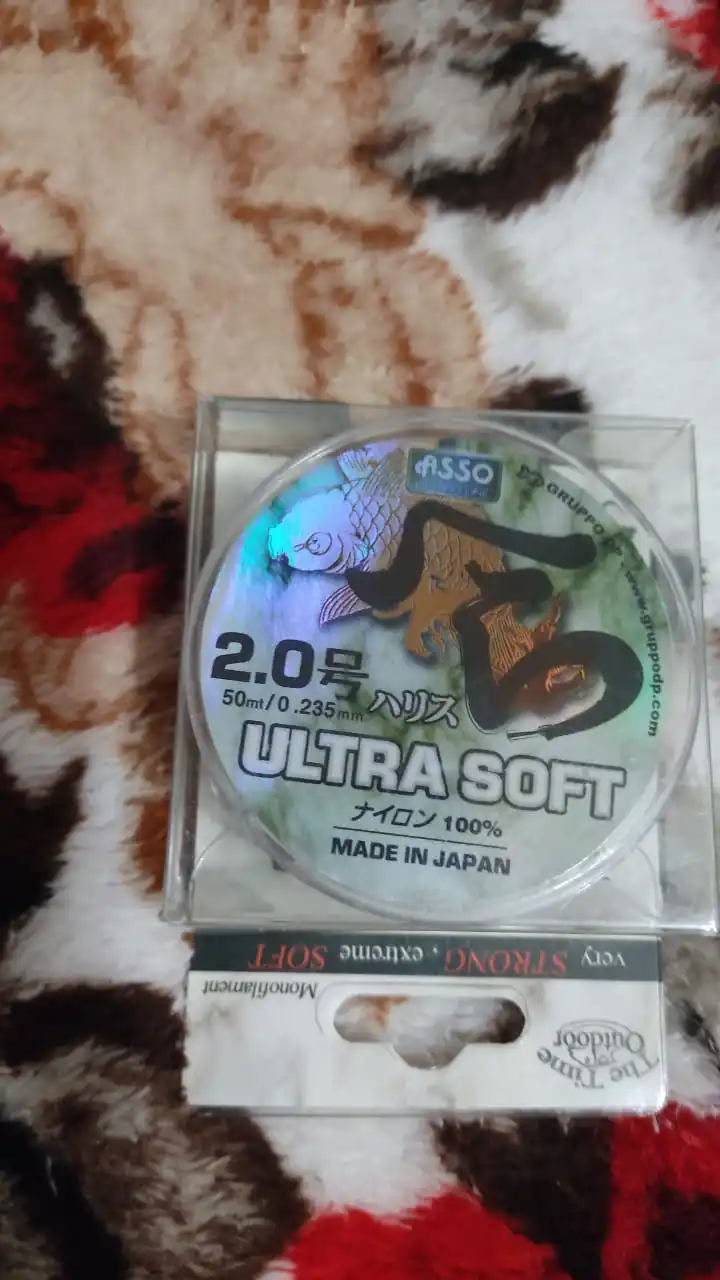 ASSO
GRUPPO DP - www.gruppodp.com
2.0号
50mt/0.235mm
ハリス
ULTRA SOFT
ナイロン 100%
MADE IN JAPAN
very STRONG, extreme SOFT
Monofilament
The Time
Outdoor